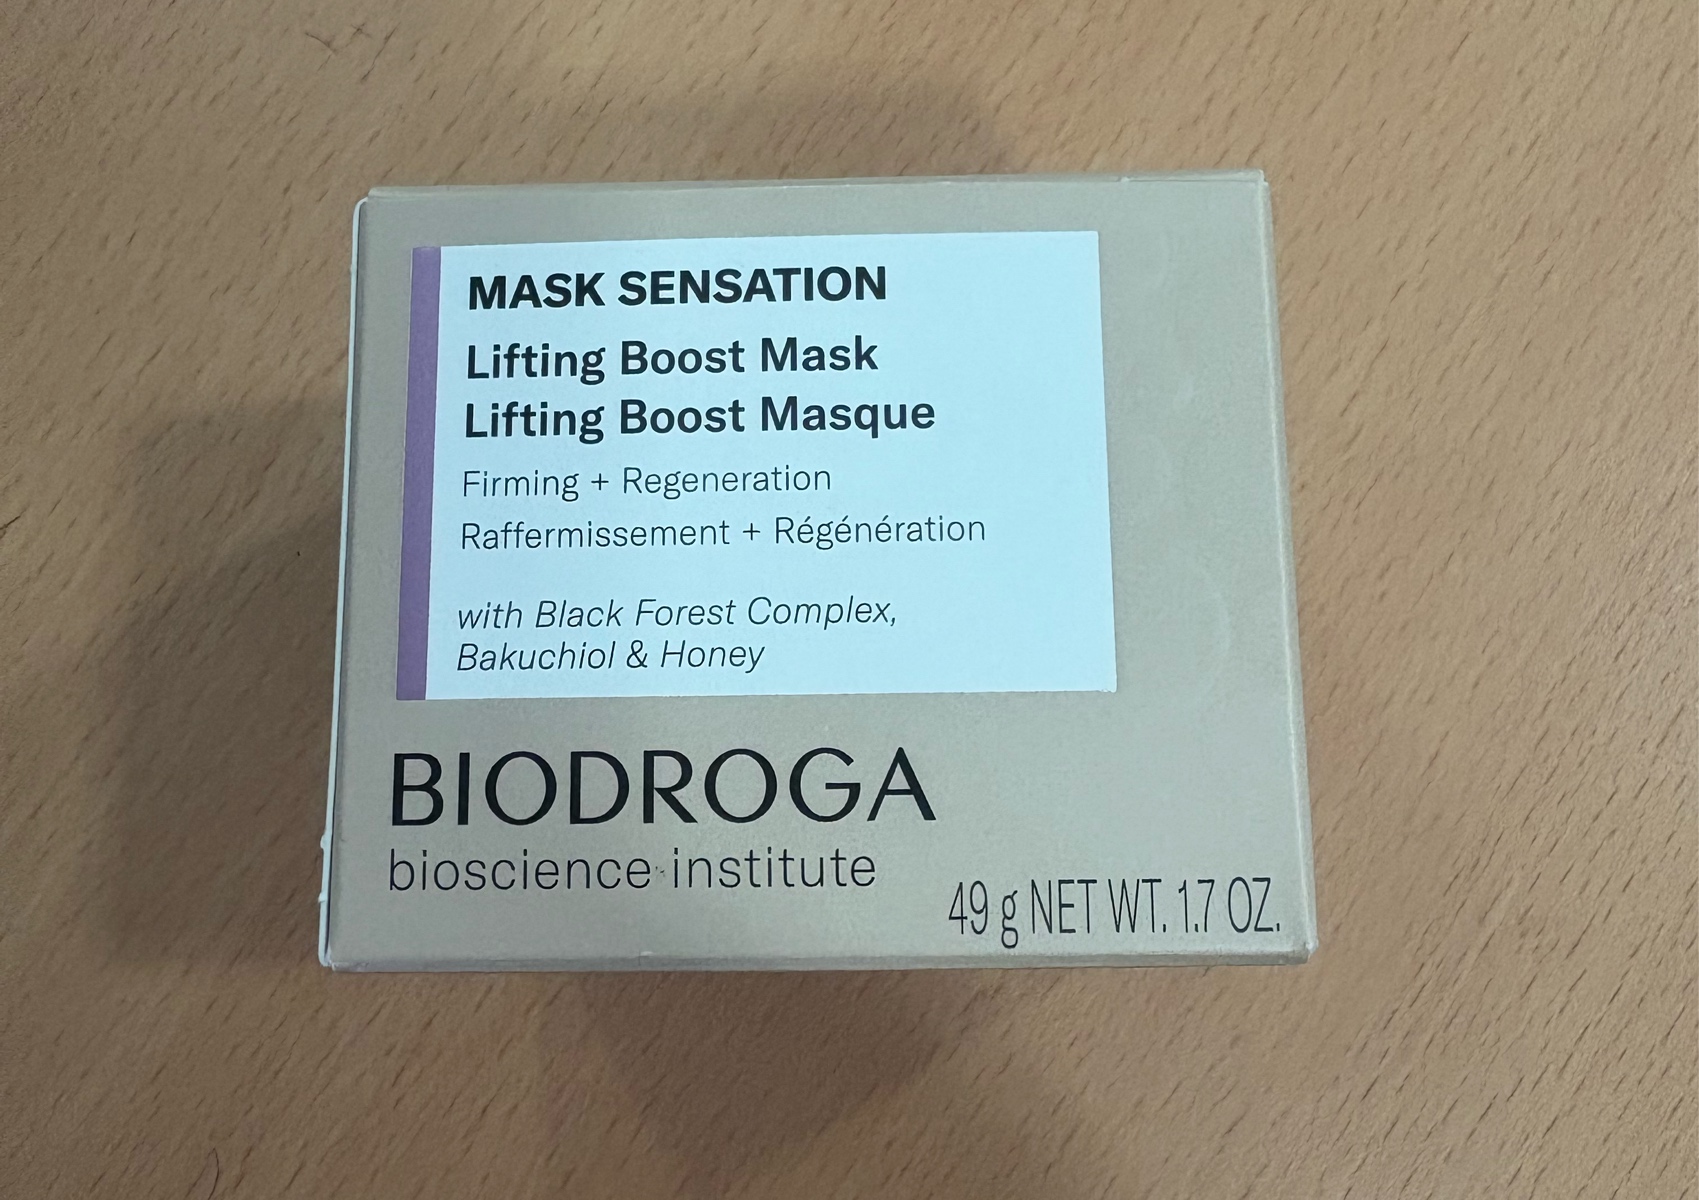 MASK SENSATION
Lifting Boost Mask
Lifting Boost Masque
Firming + Regeneration
Raffermissement + Régénération
with Black Forest Complex,
Bakuchiol & Honey
BIODROGA
bioscience institute
49 g NET WT. 1.7 OZ.